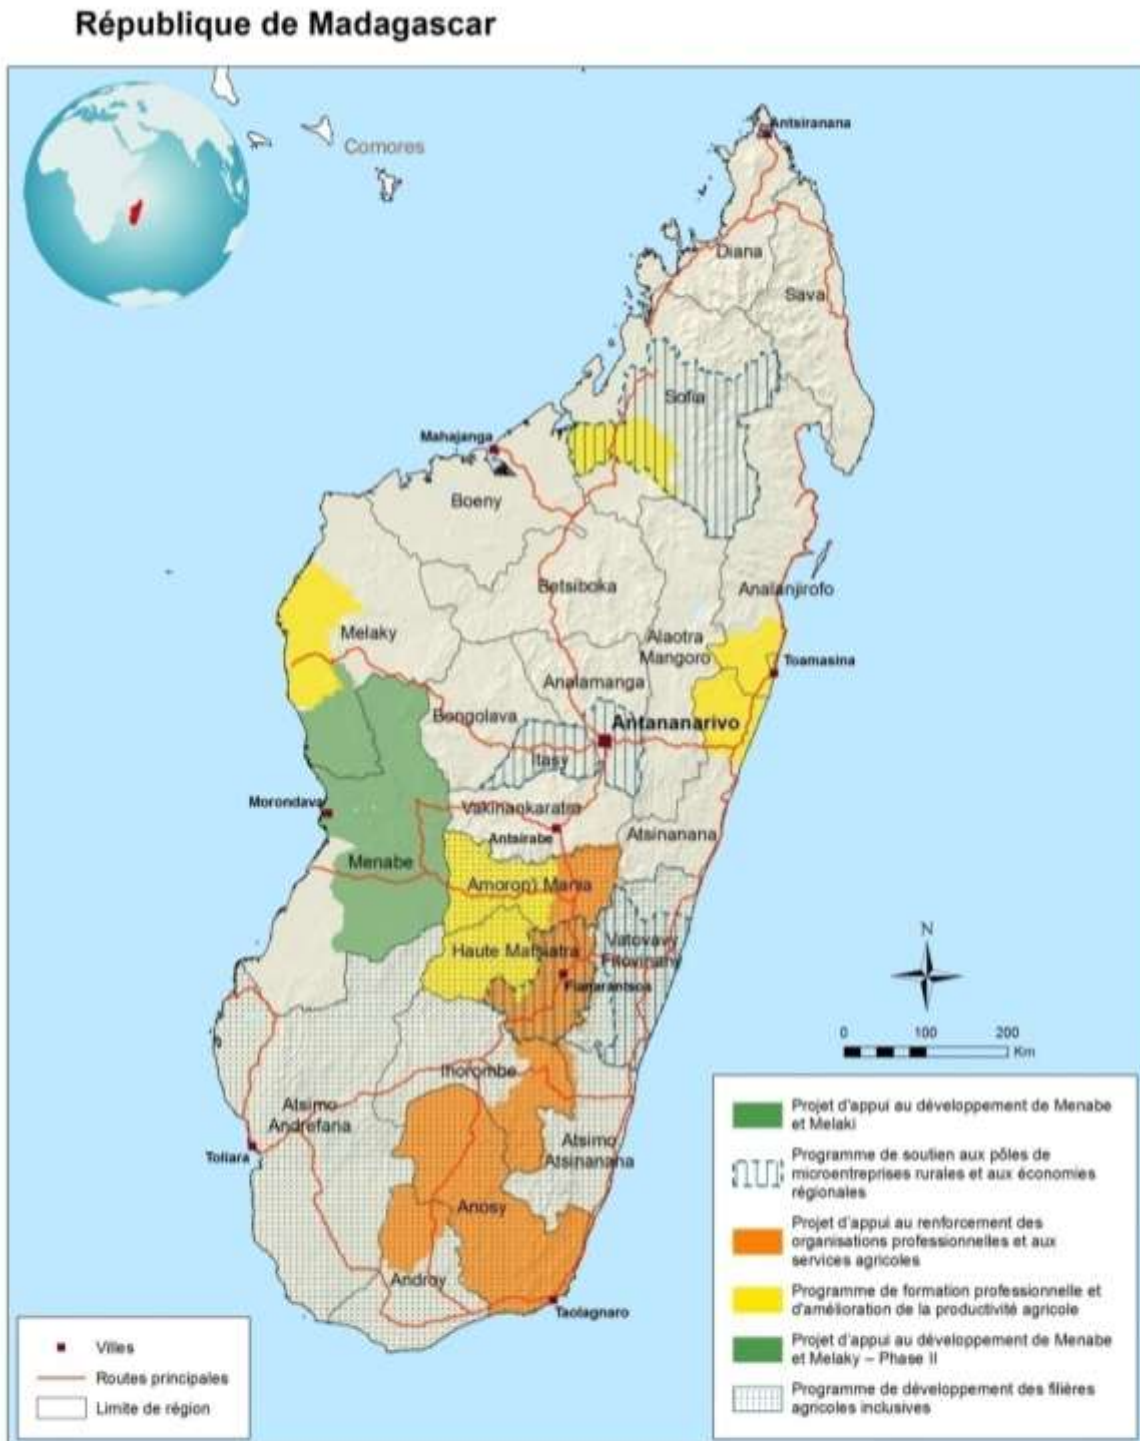 République de Madagascar
Comores
Antsiranana
Diana
Sava
Sofia
Mahajanga
Boeny
Betsiboka
Analanjirofo
Melaky
Alaotra
Mangoro
Toamasina
Analamanga
Bongolava
Antananarivo
Itasy
Morondava
Vakinankaratra
Antsirabe
Atsinanana
Menabe
Amoron'i Mania
Haute Matsiatra
Vatovavy
Fitovinany
Fianarantsoa
N
0 100 200
Km
Ihorombe
Atsimo
Andrefana
Atsimo
Atsinanana
Toliara
Anosy
Androy
Taolagnaro
Villes
Routes principales
Limite de région
Projet d'appui au développement de Menabe
et Melaki
Programme de soutien aux pôles de
microentreprises rurales et aux économies
régionales
Projet d'appui au renforcement des
organisations professionnelles et aux
services agricoles
Programme de formation professionnelle et
d'amélioration de la productivité agricole
Projet d'appui au développement de Menabe
et Melaky – Phase II
Programme de développement des filières
agricoles inclusives